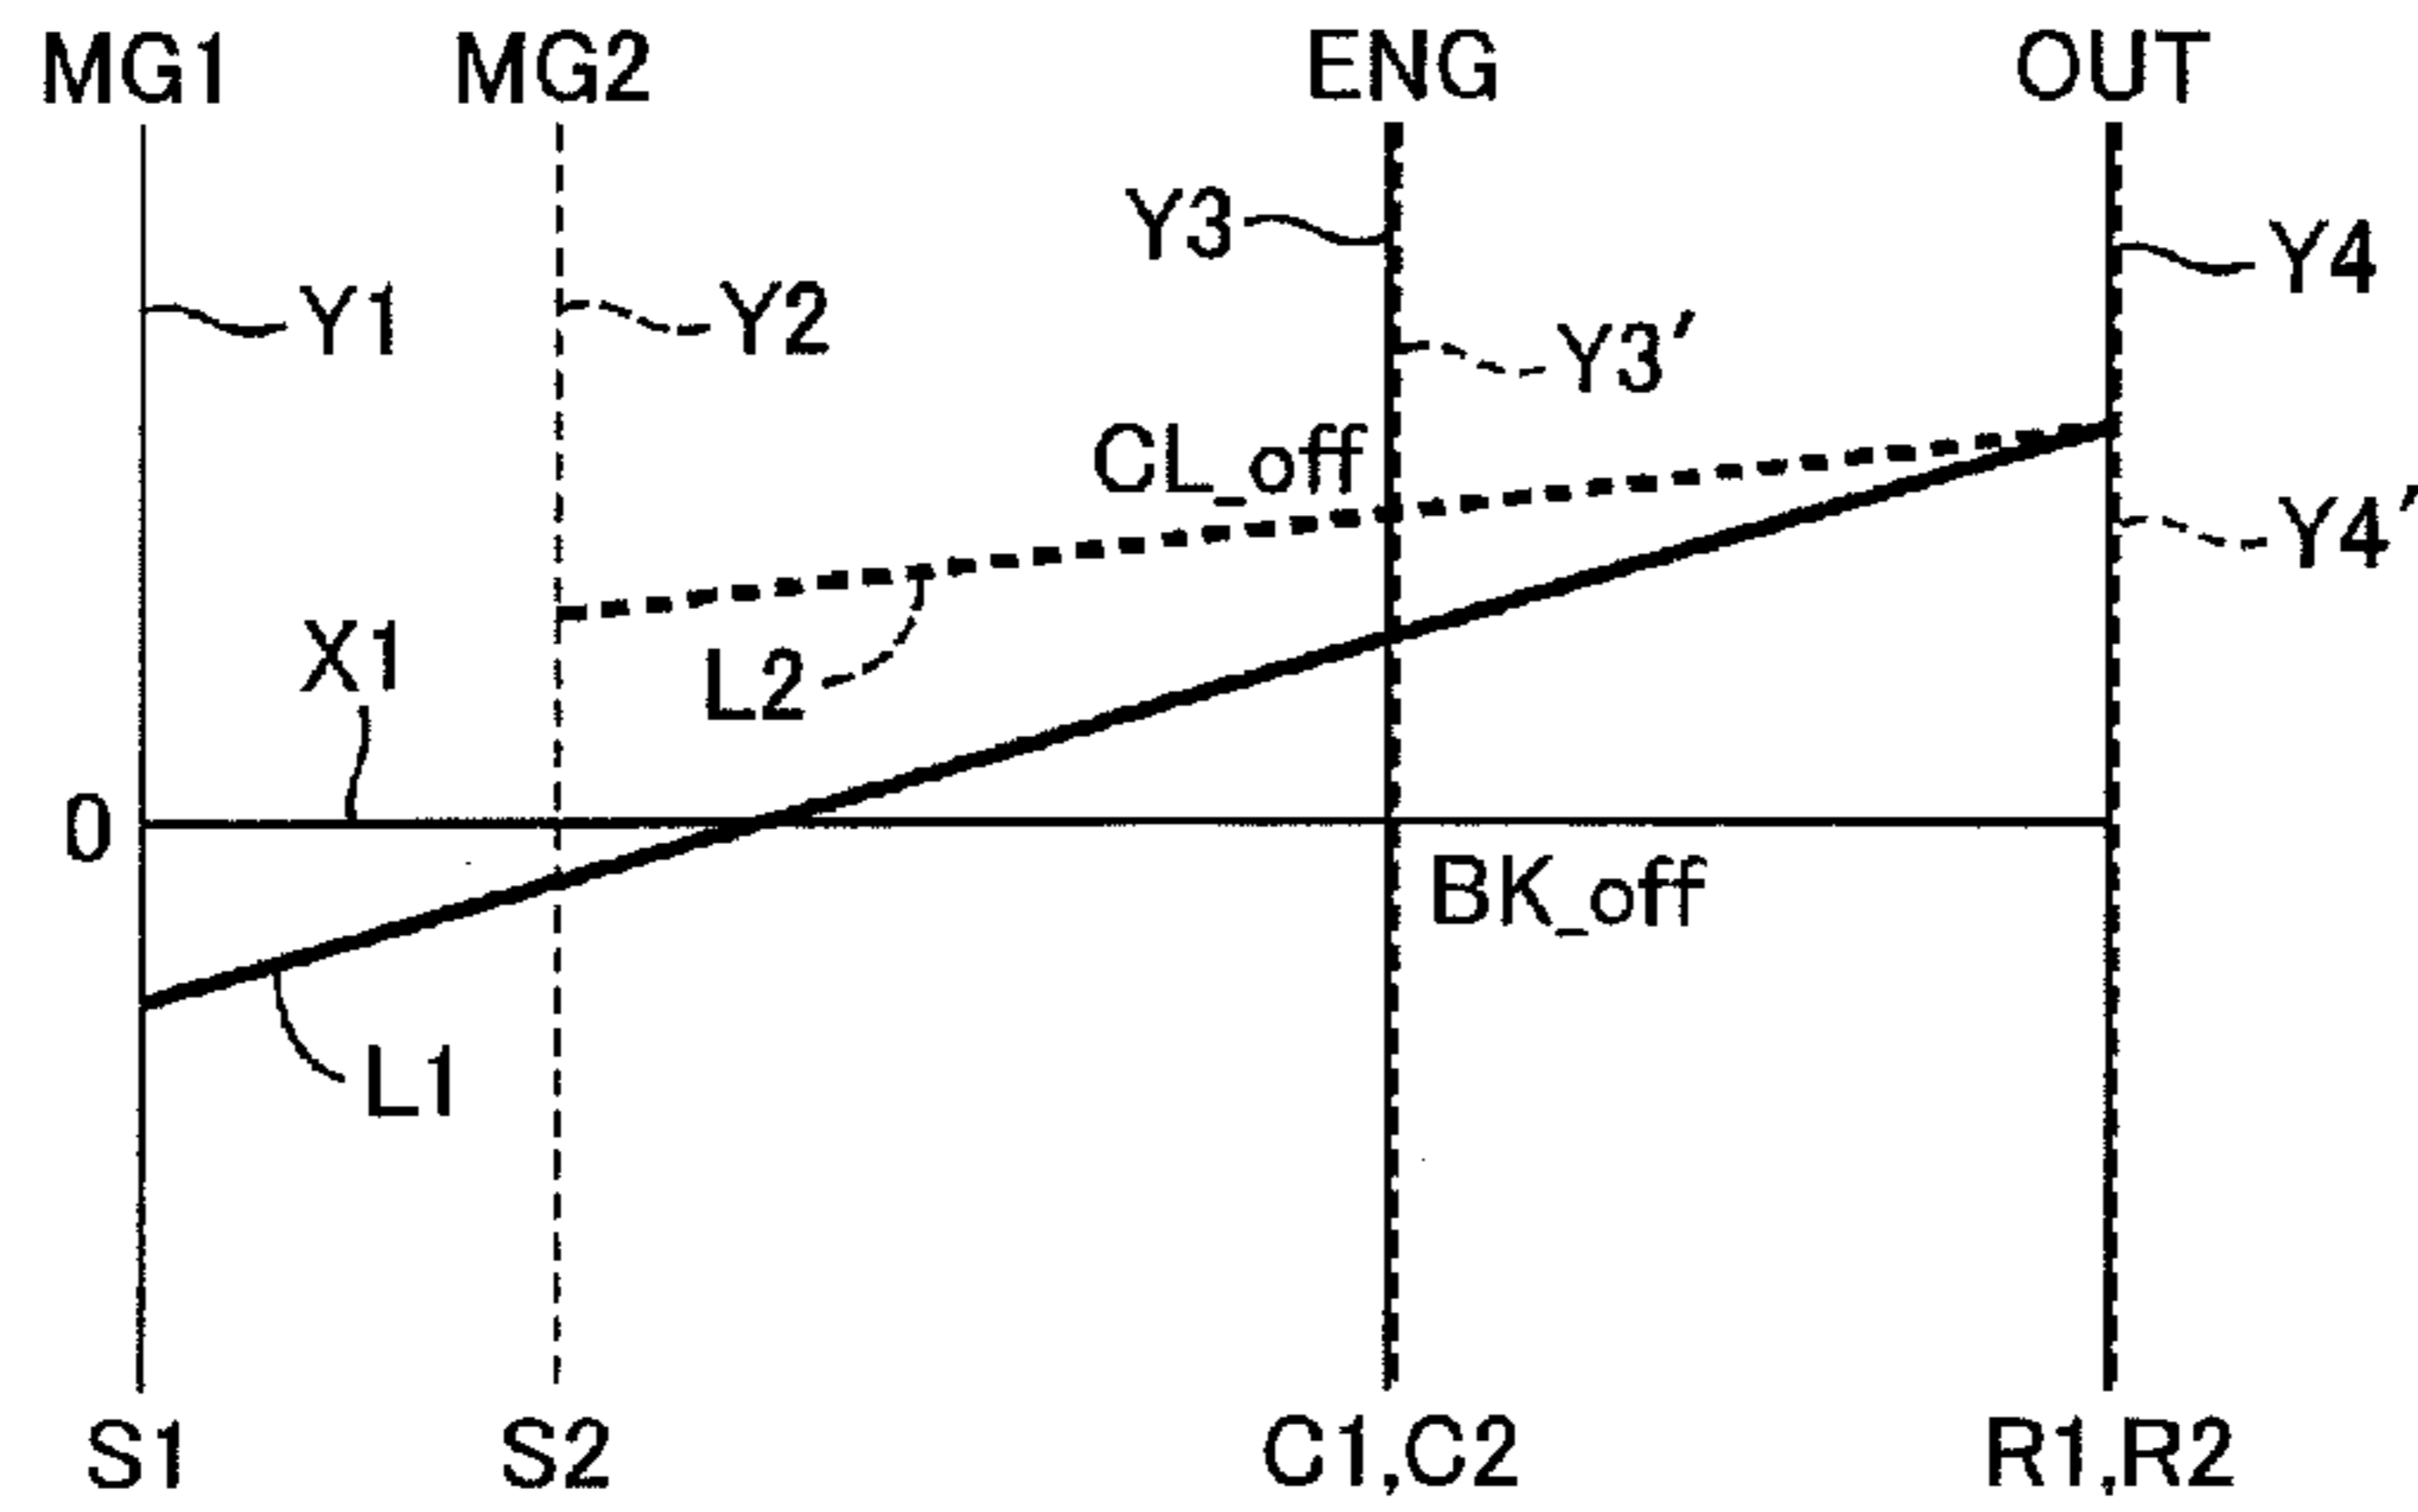 MG1 MG2 ENG OUT
Y3 Y4
Y1 Y2 Y3′
CL_off
Y4′
X1 L2
0
BK_off
L1
S1 S2 C1,C2 R1,R2